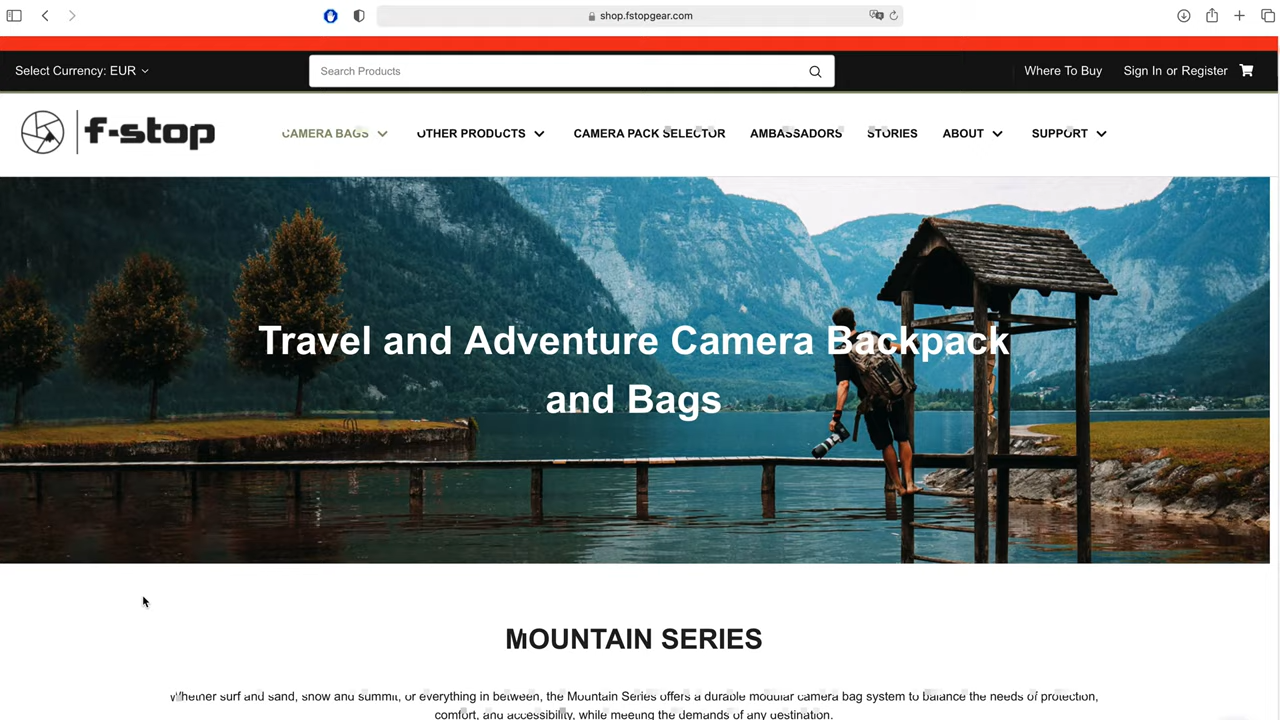 shop.fstopgear.com
Select Currency: EUR
Search Products
Where To Buy
Sign In or Register
f-stop
CAMERA BAGS
OTHER PRODUCTS
CAMERA PACK SELECTOR
AMBASSADORS
STORIES
ABOUT
SUPPORT
Travel and Adventure Camera Backpack
and Bags
MOUNTAIN SERIES
Whether surf and sand, snow and summit, or everything in between, the Mountain Series offers a durable modular camera bag system to balance the needs of protection,
comfort, and accessibility, while meeting the demands of any destination.